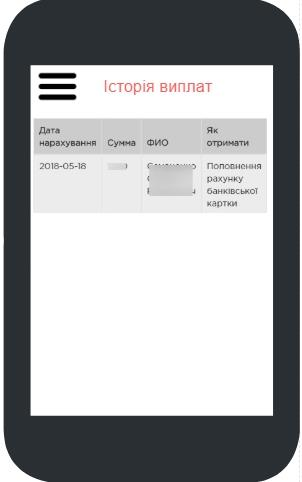 Історія виплат
Дата
нарахування Сумма ФИО Як
отримати
2018-05-18 Поповнення
рахунку
банківської
картки